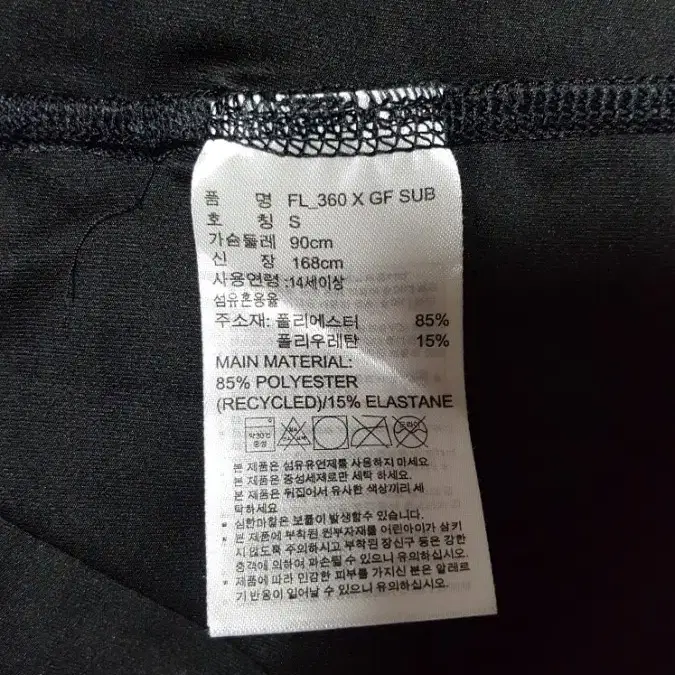 품 명 FL_360 X GF SUB
호 칭 S
가슴둘레 90cm
신 장 168cm
사용연령 :14세이상
섬유혼용율
주소재: 폴리에스터 85%
폴리우레탄 15%
MAIN MATERIAL:
85% POLYESTER
(RECYCLED)/15% ELASTANE
약30℃
중성
본 제품은 섬유유연제를 사용하지 마세요
본 제품은 중성세제로만 세탁 하세요.
본 제품은 뒤집어서 유사한 색상끼리 세
탁하세요
* 심한마찰은 보풀이 발생할수 있습니다.
* 본 제품에 부착된 원부자재를 어린아이가 삼키
지 않도록 주의하시고 부착된 장신구 등은 강한
충격에 의하여 파손될 수 있으니 유의하십시오.
* 제품에 따라 민감한 피부를 가지신 분은 알레르
기 반응이 일어날 수 있으니 유의하십시오